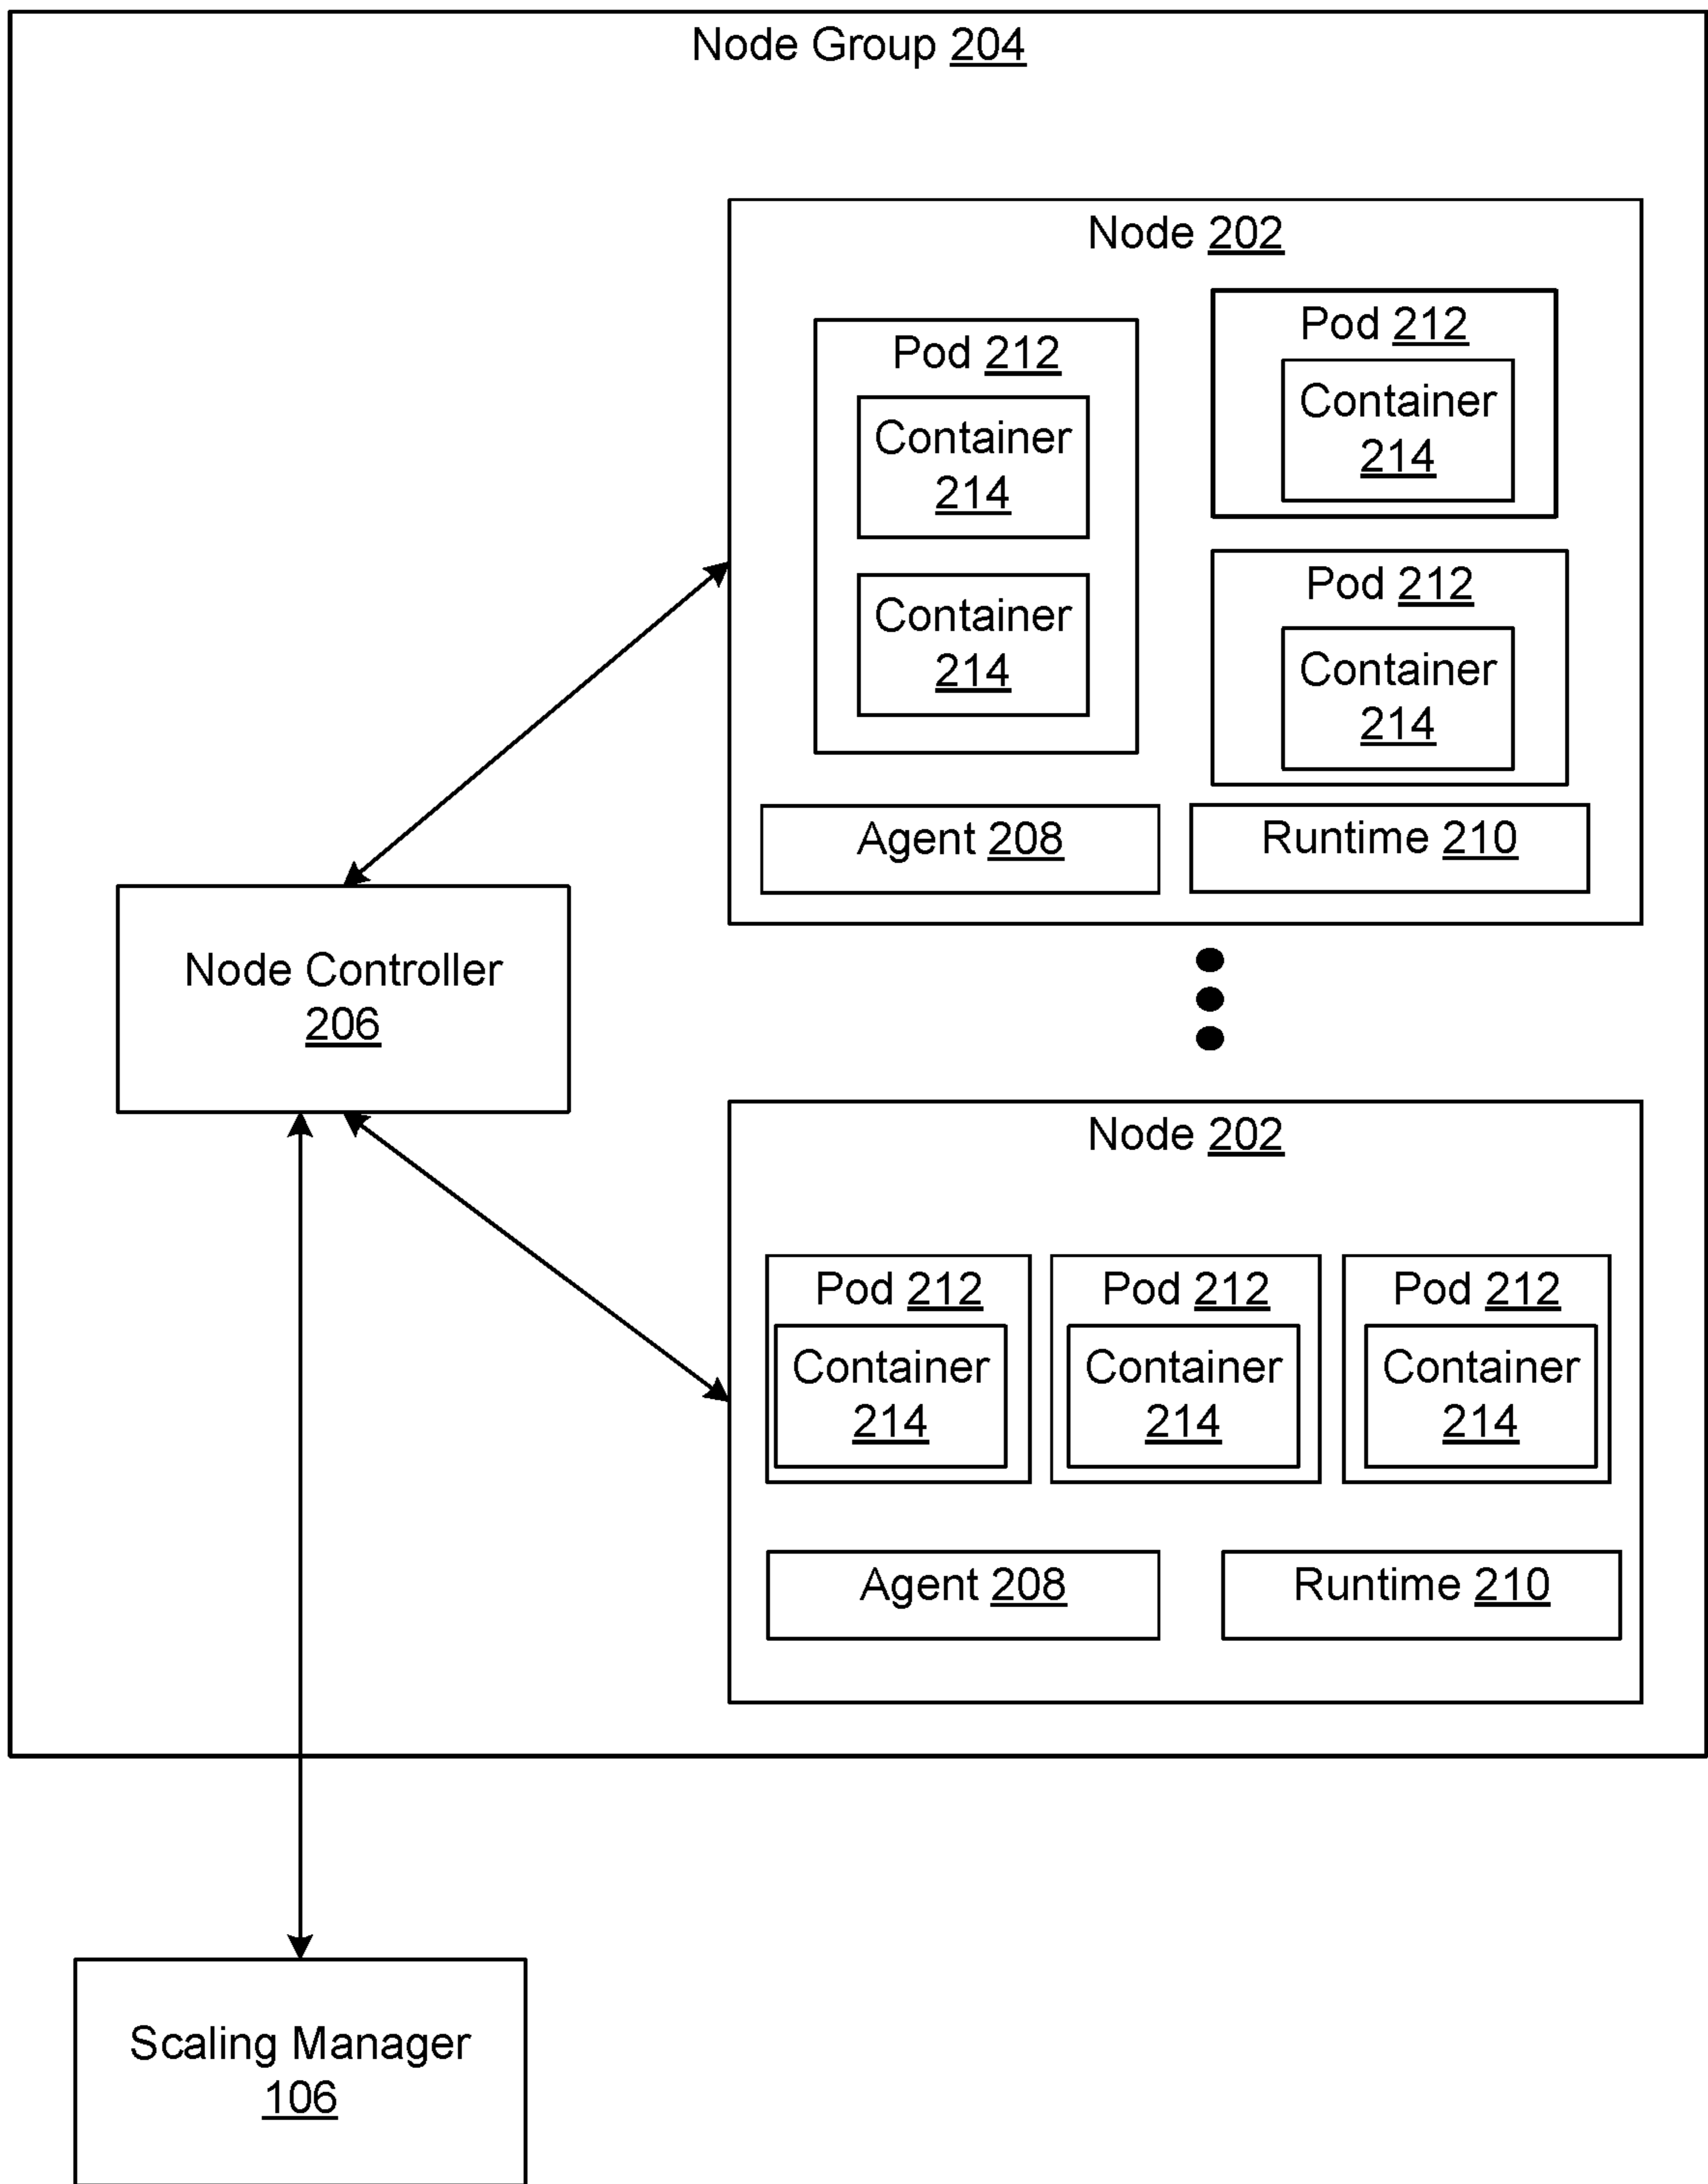 Node Group 204
Node 202
Pod 212
Container
214
Container
214
Pod 212
Container
214
Pod 212
Container
214
Agent 208
Runtime 210
Node Controller
206
Node 202
Pod 212
Container
214
Pod 212
Container
214
Pod 212
Container
214
Agent 208
Runtime 210
Scaling Manager
106